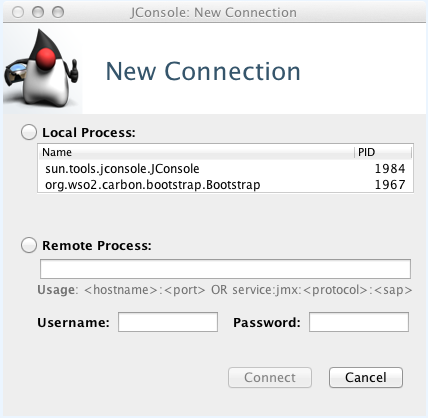 JConsole: New Connection
New Connection
Local Process:
Name PID
sun.tools.jconsole.JConsole 1984
org.wso2.carbon.bootstrap.Bootstrap 1967
Remote Process:
Usage: <hostname>:<port> OR service:jmx:<protocol>:<sap>
Username: Password:
Connect Cancel